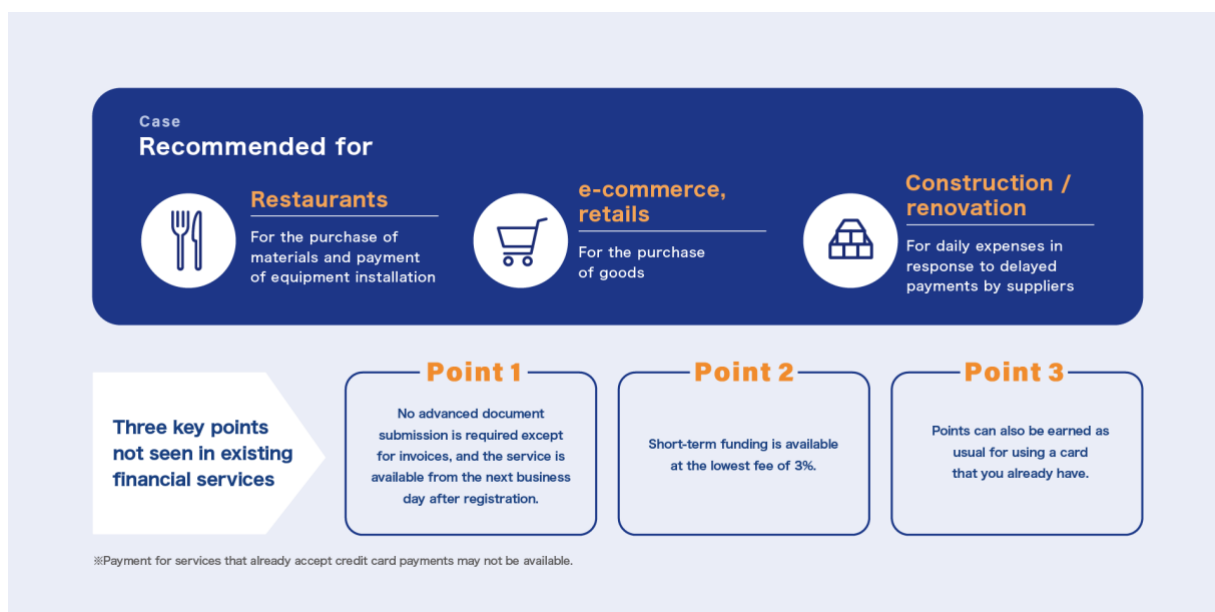 Case
Recommended for
Restaurants
For the purchase of
materials and payment
of equipment installation
e-commerce,
retails
For the purchase
of goods
Construction /
renovation
For daily expenses in
response to delayed
payments by suppliers
Three key points
not seen in existing
financial services
Point 1
No advanced document
submission is required except
for invoices, and the service is
available from the next business
day after registration.
Point 2
Short-term funding is available
at the lowest fee of 3%.
Point 3
Points can also be earned as
usual for using a card
that you already have.
※Payment for services that already accept credit card payments may not be available.